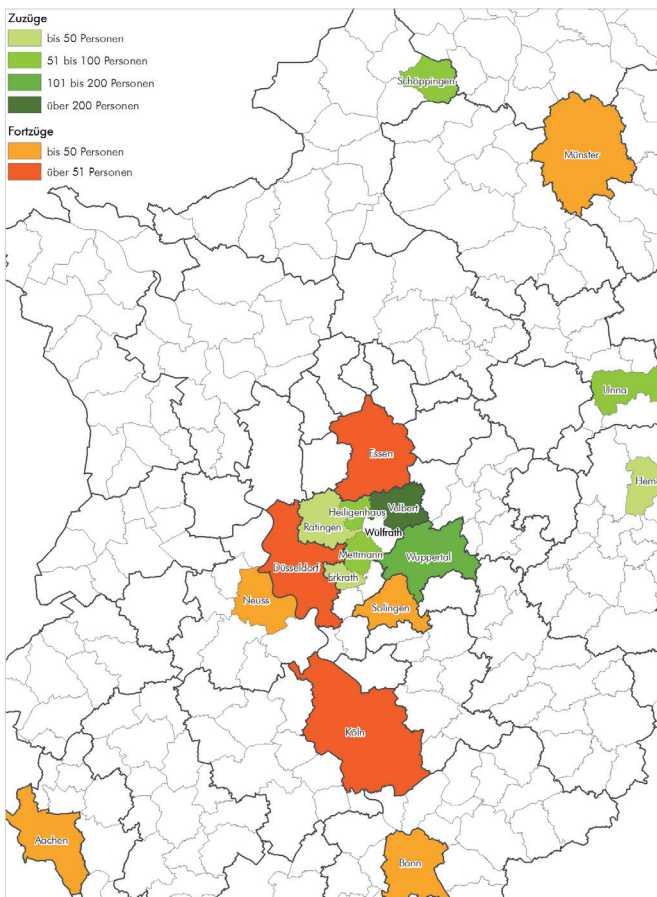 Zuzüge
bis 50 Personen
51 bis 100 Personen
101 bis 200 Personen
über 200 Personen
Fortzüge
bis 50 Personen
über 51 Personen
Schöppingen
Münster
Unna
Heme
Essen
Velbert
Heiligenhaus
Ratingen
Wülfrath
Mettmann
Wuppertal
Düsseldorf
Erkrath
Neuss
Solingen
Köln
Aachen
Bonn